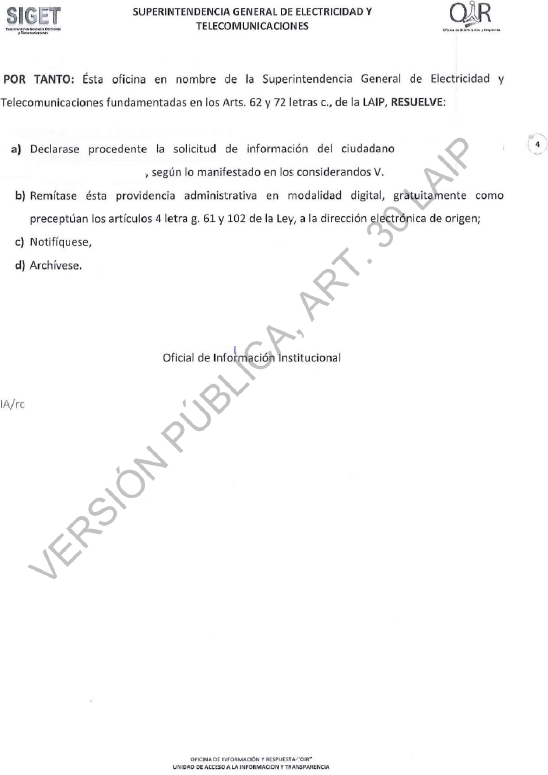 SIGET
SUPERINTENDENCIA GENERAL DE ELECTRICIDAD Y
TELECOMUNICACIONES
OIR
POR TANTO: Ésta oficina en nombre de la Superintendencia General de Electricidad y
Telecomunicaciones fundamentadas en los Arts. 62 y 72 letras c., de la LAIP, RESUELVE:
4
a) Declarase procedente la solicitud de información del ciudadano
, según lo manifestado en los considerandos V.
b) Remítase ésta providencia administrativa en modalidad digital, gratuitamente como
preceptúan los artículos 4 letra g. 61 y 102 de la Ley, a la dirección electrónica de origen;
c) Notifíquese,
d) Archívese.
Oficial de Información Institucional
IA/rc
VERSIÓN PÚBLICA, ART. 30 LAIP
OFICINA DE INFORMACIÓN Y RESPUESTA-"OIR"
UNIDAD DE ACCESO A LA INFORMACION Y TRANSPARENCIA